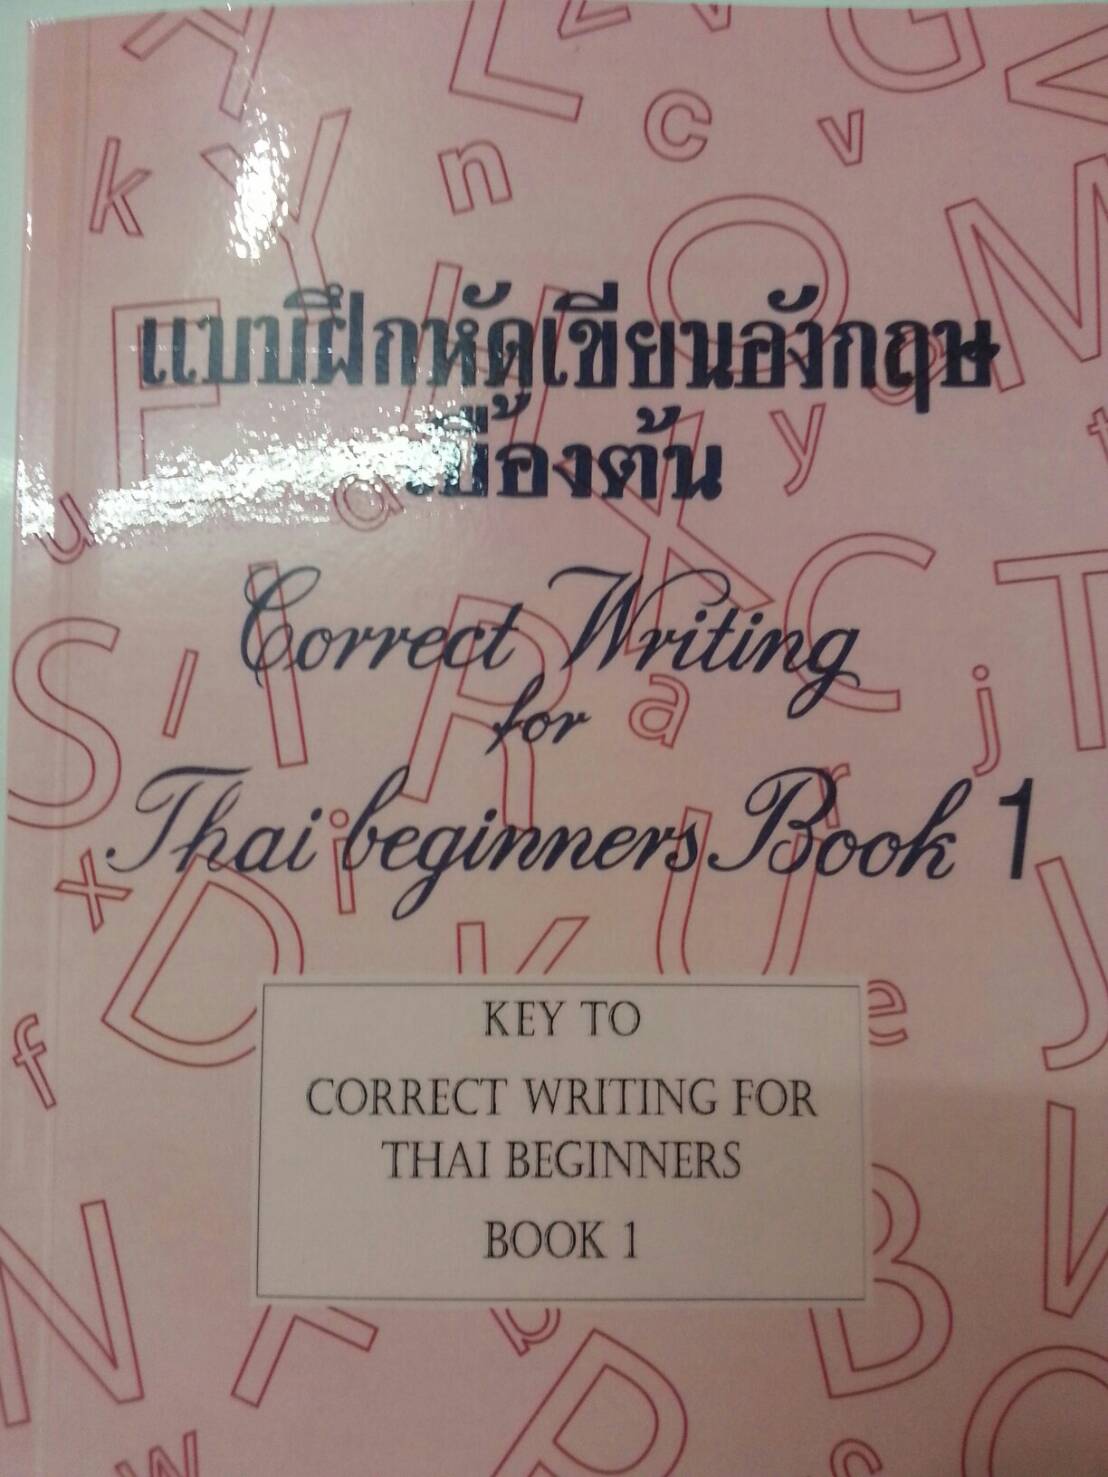 แบบฝึกหัดเขียนอังกฤษ
เบื้องต้น
Correct Writing
for
Thai beginners Book 1
KEY TO
CORRECT WRITING FOR
THAI BEGINNERS
BOOK 1